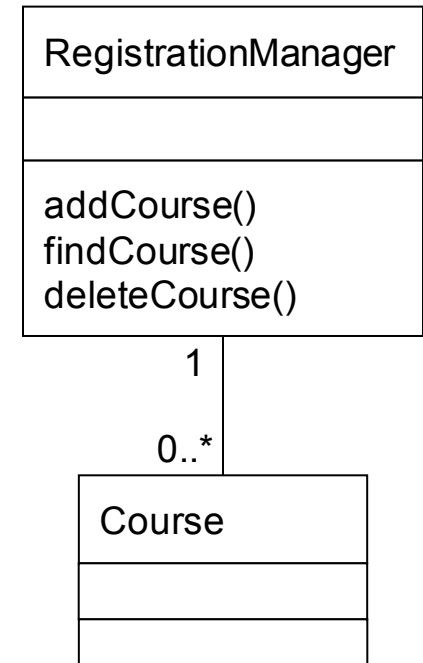 RegistrationManager
addCourse()
findCourse()
deleteCourse()
1
0..*
Course